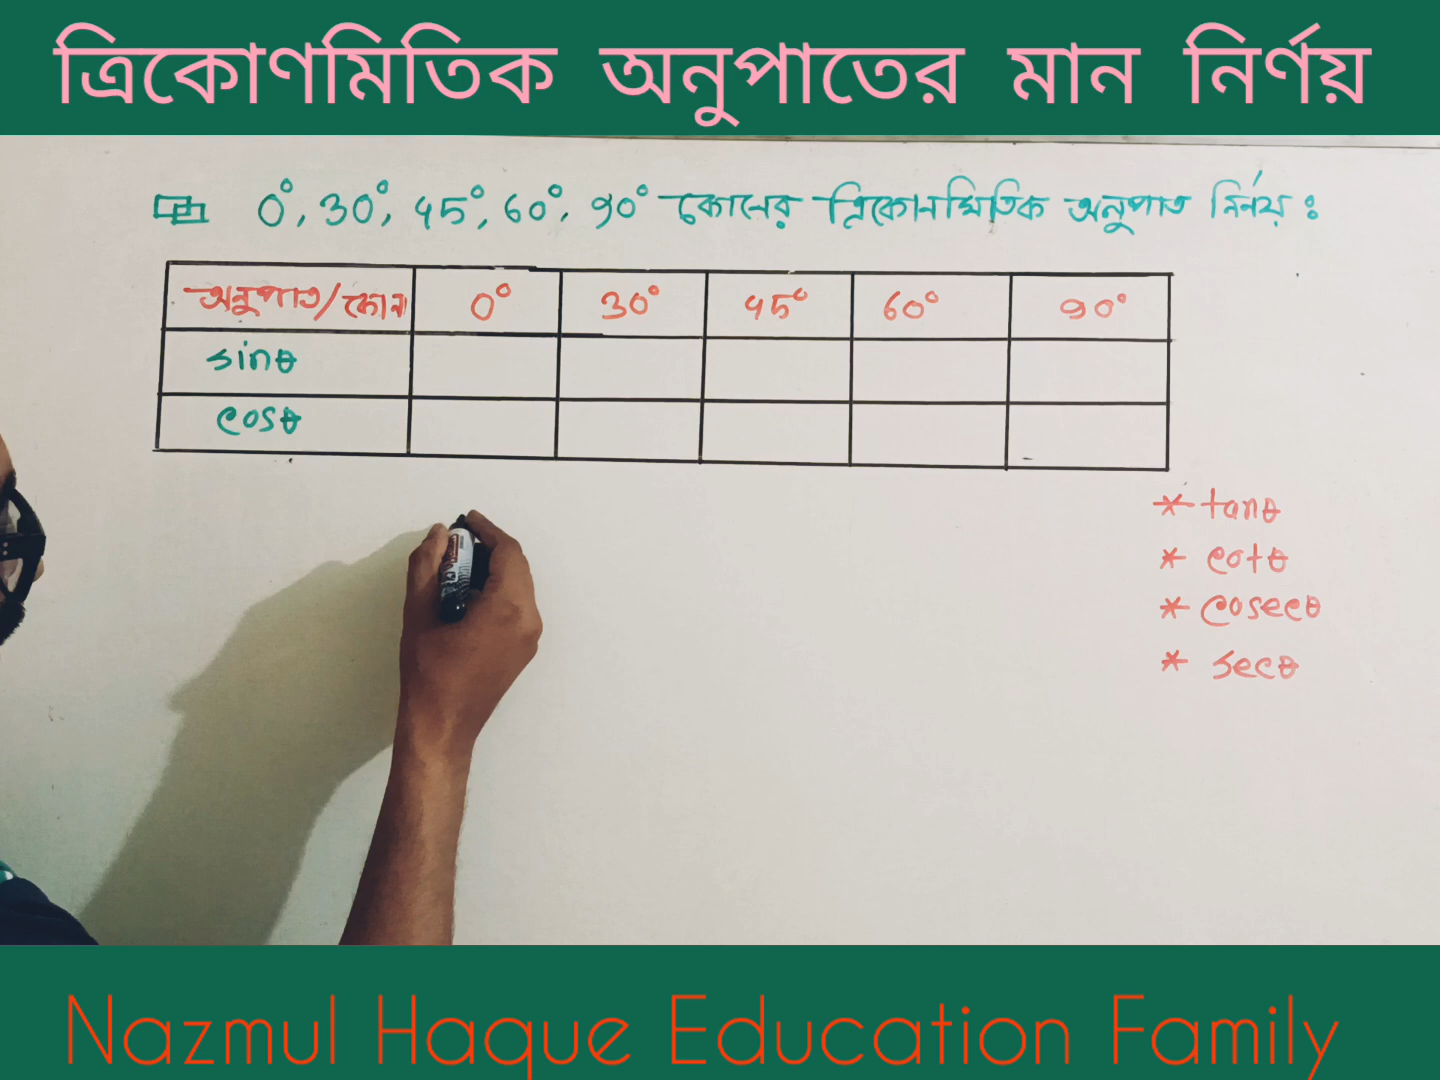 ত্রিকোণমিতিক অনুপাতের মান নির্ণয়
0°, 30°, 45°, 60°, 90° কোনের ত্রিকোনমিতিক অনুপাত নির্নয় :
অনুপাত/কোন 0° 30° 45° 60° 90°
sinθ
cosθ
* tanθ
* cotθ
* cosecθ
* secθ
Nazmul Haque Education Family